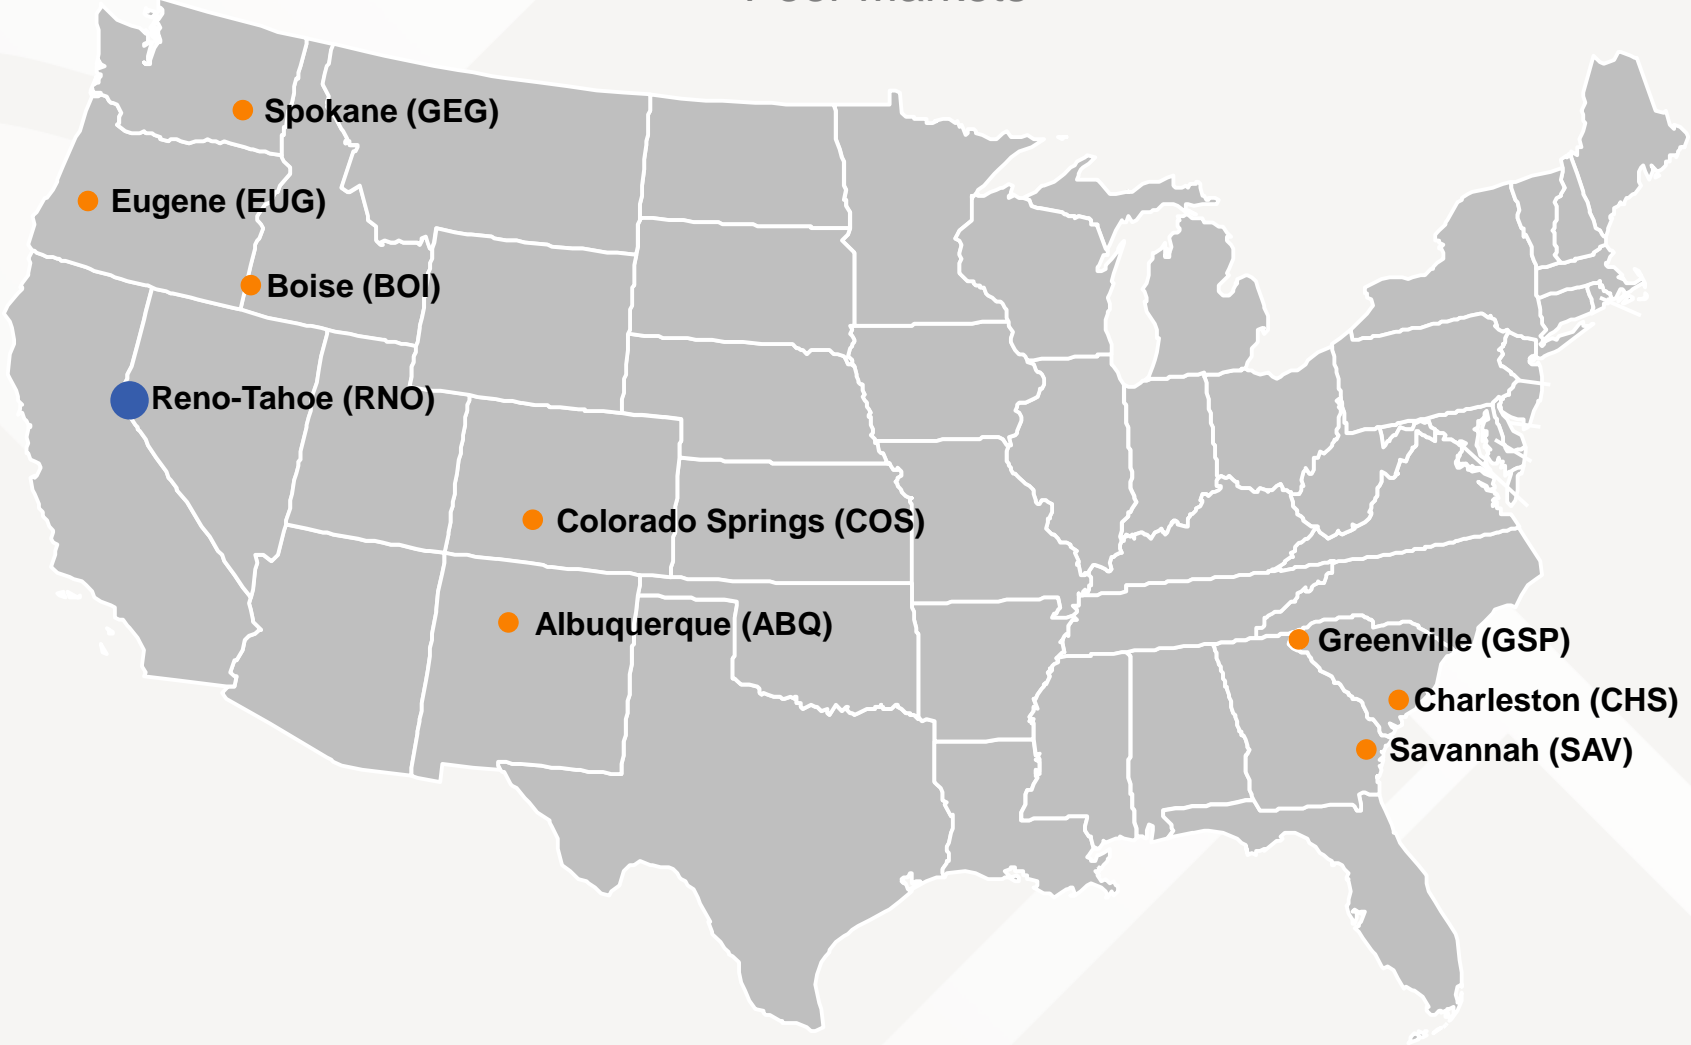 Spokane (GEG)
Eugene (EUG)
Boise (BOI)
Reno-Tahoe (RNO)
Colorado Springs (COS)
Albuquerque (ABQ)
Greenville (GSP)
Charleston (CHS)
Savannah (SAV)